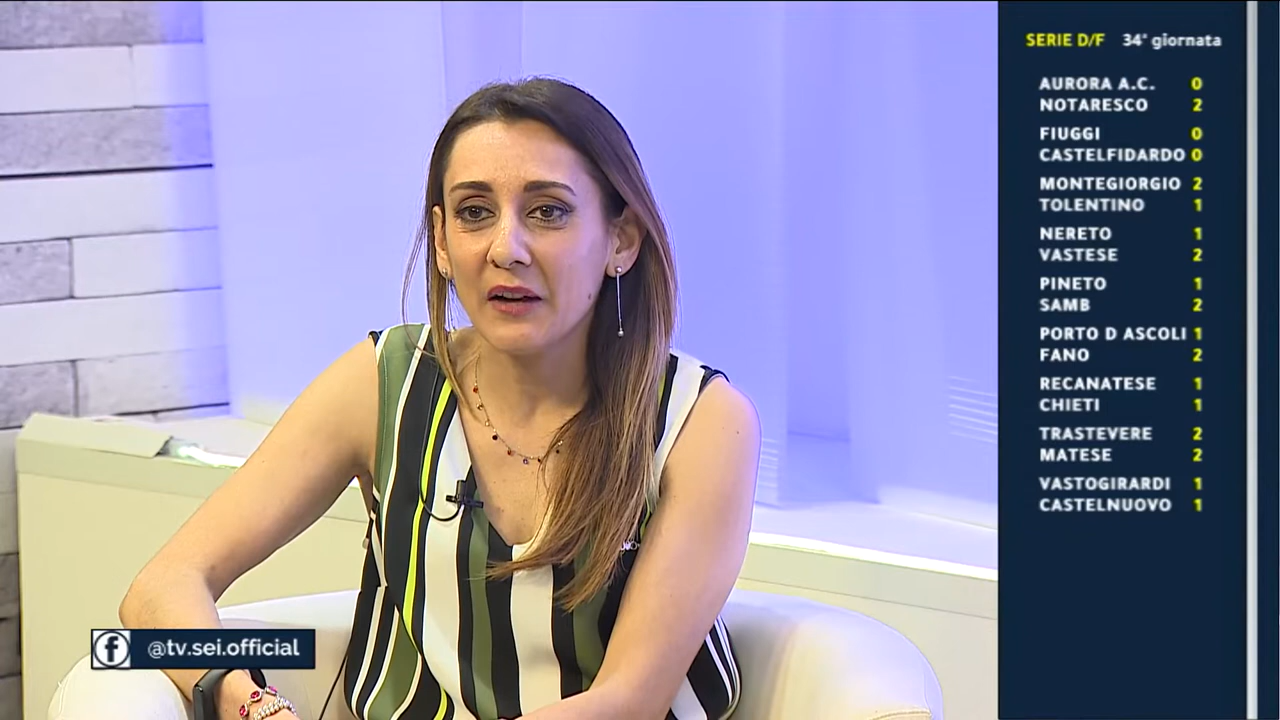 SERIE D/F 34ª giornata
AURORA A.C. 0
NOTARESCO 2
FIUGGI 0
CASTELFIDARDO 0
MONTEGIORGIO 2
TOLENTINO 1
NERETO 1
VASTESE 2
PINETO 1
SAMB 2
PORTO D ASCOLI 1
FANO 2
RECANATESE 1
CHIETI 1
TRASTEVERE 2
MATESE 2
VASTOGIRARDI 1
CASTELNUOVO 1
@tv.sei.official